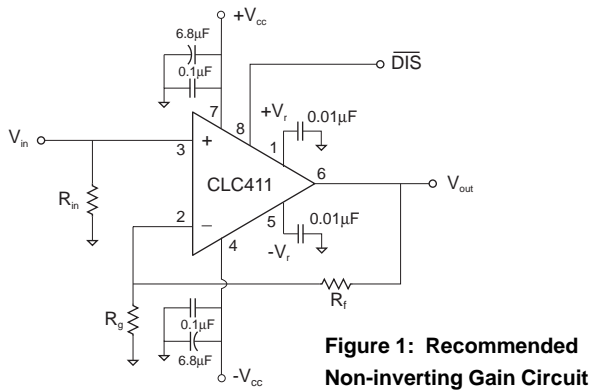 +Vcc
6.8µF
0.1µF
DIS
7
8
+Vr
0.01µF
Vin
3
+
1
CLC411
6
Vout
Rin
2
−
5
0.01µF
4
-Vr
Rf
Rg
0.1µF
6.8µF
-Vcc
Figure 1: Recommended
Non-inverting Gain Circuit